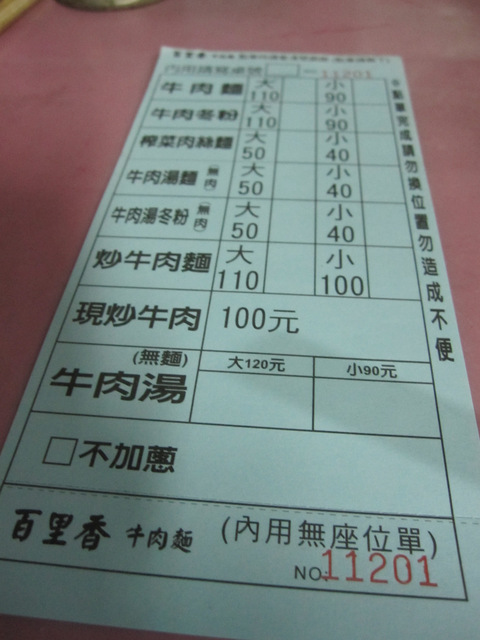 百里香
內用請寫桌號 11201
牛肉麵 大110 小90
牛肉冬粉 大110 小90
榨菜肉絲麵 大50 小40
牛肉湯麵(無肉) 大50 小40
牛肉湯冬粉(無肉) 大50 小40
炒牛肉麵 大110 小100
現炒牛肉 100元
(無麵)
牛肉湯 大120元 小90元
□不加蔥
百里香 牛肉麵 (內用無座位單)
NO:11201
※點單完成請勿換位置勿造成不便